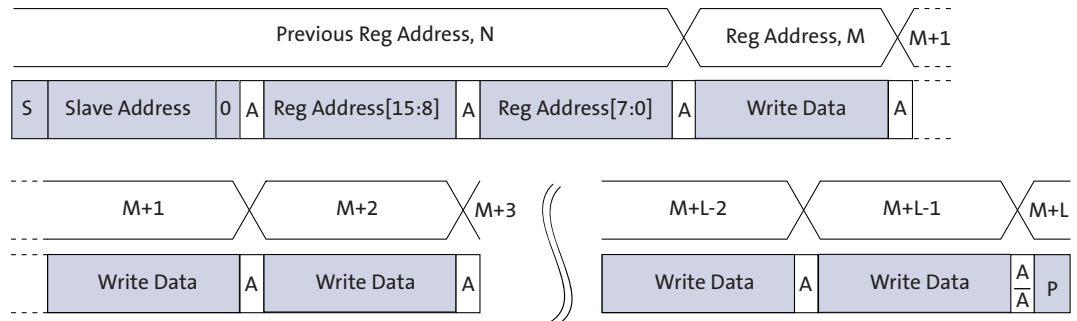 Previous Reg Address, N Reg Address, M M+1
S Slave Address 0 A Reg Address[15:8] A Reg Address[7:0] A Write Data A
M+1 M+2 M+3 M+L-2 M+L-1 M+L
Write Data A Write Data A Write Data A Write Data A/A̅ P